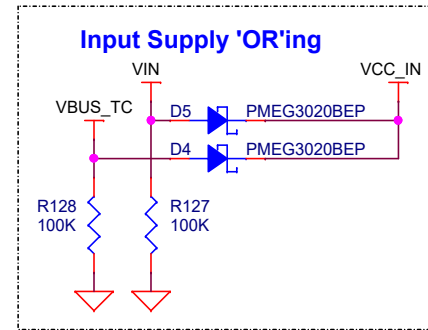 Input Supply 'OR'ing
VIN
VCC_IN
VBUS_TC
D5
PMEG3020BEP
D4
PMEG3020BEP
R128
100K
R127
100K